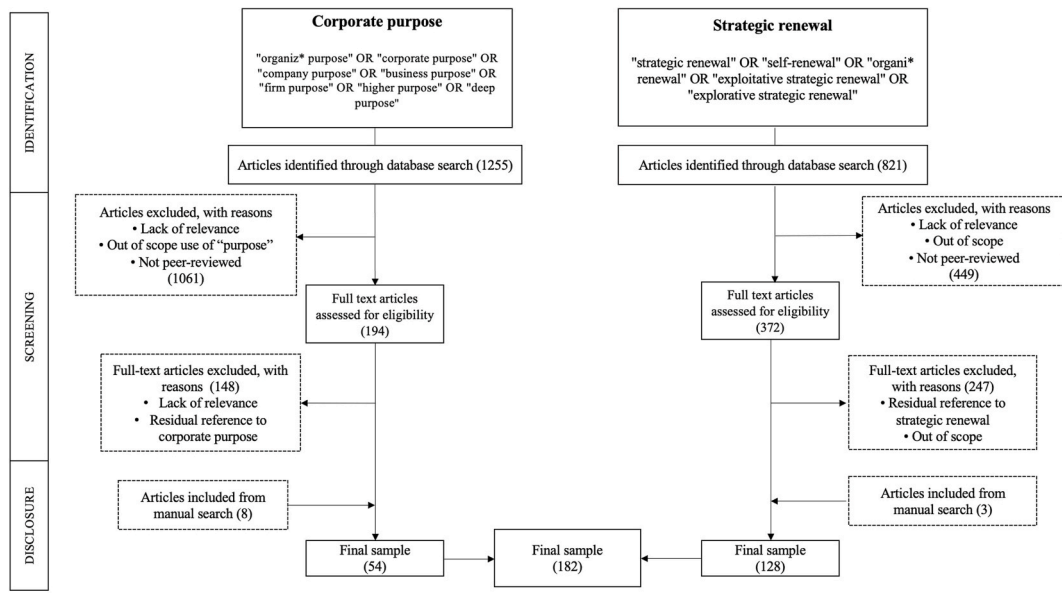 IDENTIFICATION
Corporate purpose
"organiz* purpose" OR "corporate purpose" OR
"company purpose" OR "business purpose" OR
"firm purpose" OR "higher purpose" OR "deep
purpose"
Strategic renewal
"strategic renewal" OR "self-renewal" OR "organi*
renewal" OR "exploitative strategic renewal" OR
"explorative strategic renewal"
Articles identified through database search (1255)
Articles identified through database search (821)
SCREENING
Articles excluded, with reasons
• Lack of relevance
• Out of scope use of “purpose”
• Not peer-reviewed
(1061)
Articles excluded, with reasons
• Lack of relevance
• Out of scope
• Not peer-reviewed
(449)
Full text articles
assessed for eligibility
(194)
Full text articles
assessed for eligibility
(372)
Full-text articles excluded, with
reasons (148)
• Lack of relevance
• Residual reference to
corporate purpose
Full-text articles excluded,
with reasons (247)
• Residual reference to
strategic renewal
• Out of scope
DISCLOSURE
Articles included from
manual search (8)
Articles included from
manual search (3)
Final sample
(54)
Final sample
(182)
Final sample
(128)